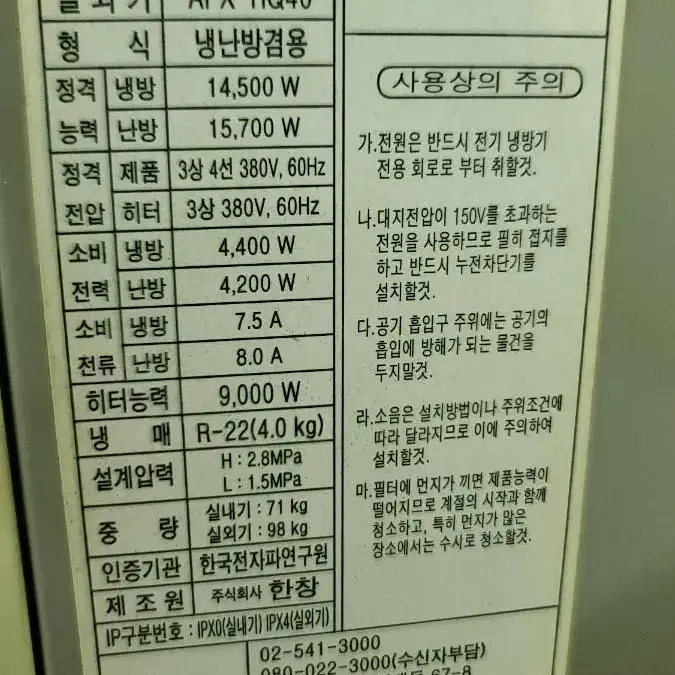 실외기 APX-HQ40
형 식 냉난방겸용
정격 냉방 14,500 W
능력 난방 15,700 W
정격 제품 3상 4선 380V, 60Hz
전압 히터 3상 380V, 60Hz
소비 냉방 4,400 W
전력 난방 4,200 W
소비 냉방 7.5 A
전류 난방 8.0 A
히터능력 9,000 W
냉 매 R-22(4.0 kg)
설계압력 H : 2.8MPa
L : 1.5MPa
중 량 실내기 : 71 kg
실외기 : 98 kg
인증기관 한국전자파연구원
제 조 원 주식회사 한창
IP구분번호 : IPX0(실내기) IPX4(실외기)
사용상의 주의
가.전원은 반드시 전기 냉방기
전용 회로로 부터 취할것.
나.대지전압이 150V를 초과하는
전원을 사용하므로 필히 접지를
하고 반드시 누전차단기를
설치할것.
다.공기 흡입구 주위에는 공기의
흡입에 방해가 되는 물건을
두지말것.
라.소음은 설치방법이나 주위조건에
따라 달라지므로 이에 주의하여
설치할것.
마.필터에 먼지가 끼면 제품능력이
떨어지므로 계절의 시작과 함께
청소하고, 특히 먼지가 많은
장소에서는 수시로 청소할것.
02-541-3000
080-022-3000(수신자부담)
67-8